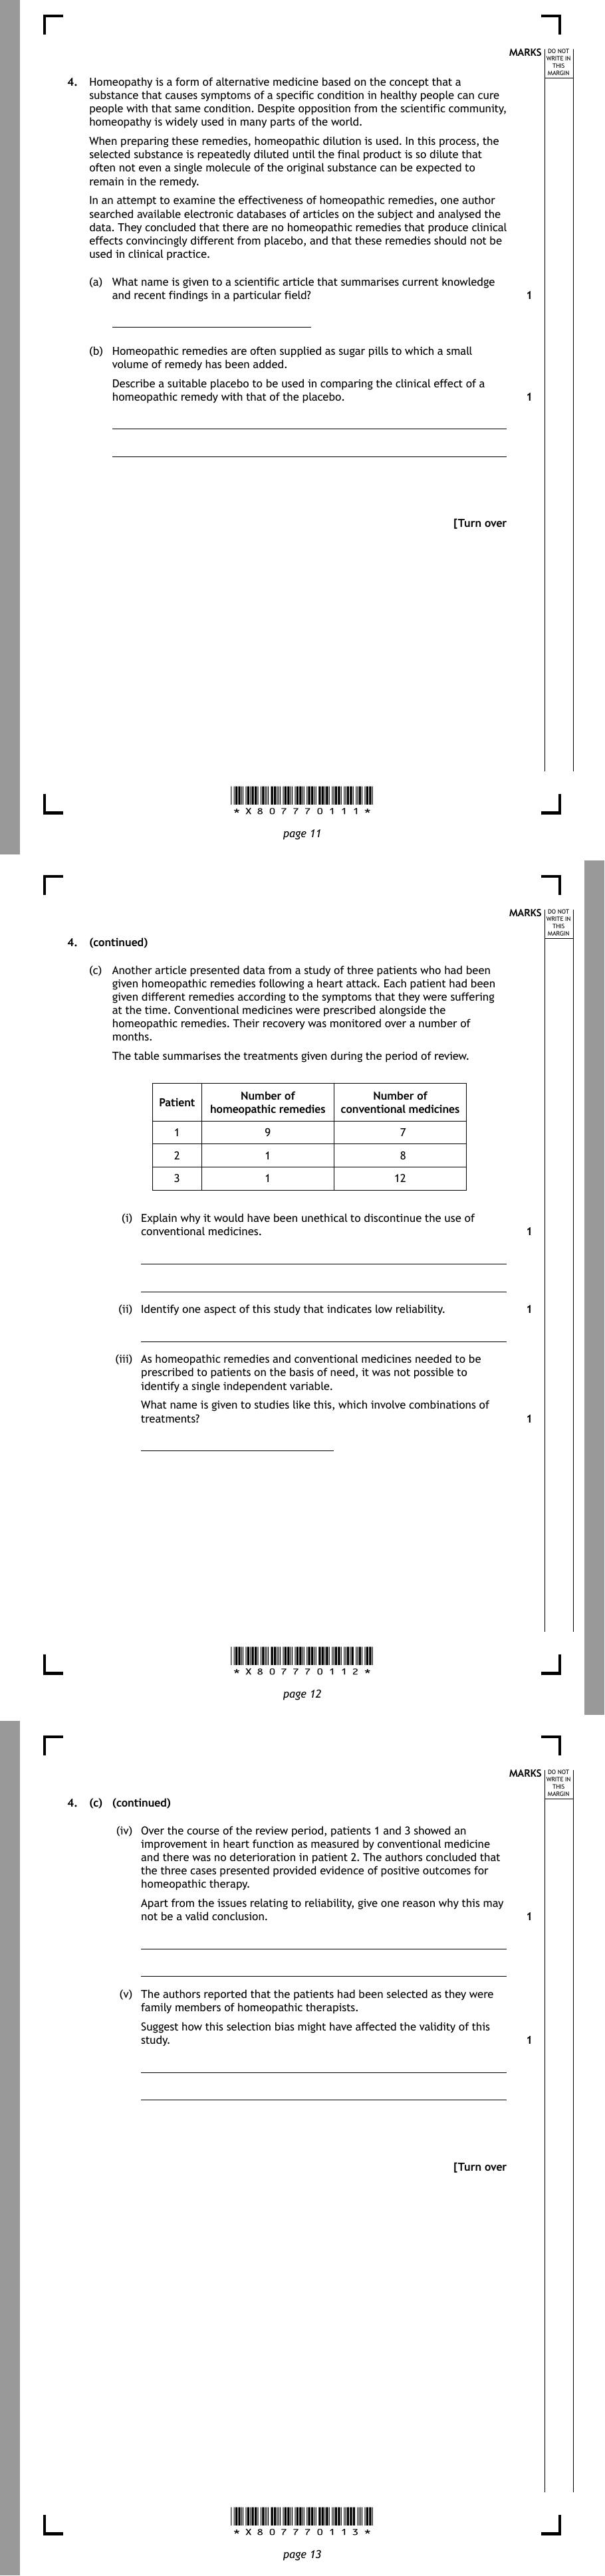 MARKS
DO NOT
WRITE IN
THIS
MARGIN
4. Homeopathy is a form of alternative medicine based on the concept that a
substance that causes symptoms of a specific condition in healthy people can cure
people with that same condition. Despite opposition from the scientific community,
homeopathy is widely used in many parts of the world.
When preparing these remedies, homeopathic dilution is used. In this process, the
selected substance is repeatedly diluted until the final product is so dilute that
often not even a single molecule of the original substance can be expected to
remain in the remedy.
In an attempt to examine the effectiveness of homeopathic remedies, one author
searched available electronic databases of articles on the subject and analysed the
data. They concluded that there are no homeopathic remedies that produce clinical
effects convincingly different from placebo, and that these remedies should not be
used in clinical practice.
(a) What name is given to a scientific article that summarises current knowledge
and recent findings in a particular field? 1
(b) Homeopathic remedies are often supplied as sugar pills to which a small
volume of remedy has been added.
Describe a suitable placebo to be used in comparing the clinical effect of a
homeopathic remedy with that of the placebo. 1
[Turn over
* X 8 0 7 7 7 0 1 1 1 *
page 11
MARKS
DO NOT
WRITE IN
THIS
MARGIN
4. (continued)
(c) Another article presented data from a study of three patients who had been
given homeopathic remedies following a heart attack. Each patient had been
given different remedies according to the symptoms that they were suffering
at the time. Conventional medicines were prescribed alongside the
homeopathic remedies. Their recovery was monitored over a number of
months.
The table summarises the treatments given during the period of review.
Patient Number of homeopathic remedies Number of conventional medicines
1 9 7
2 1 8
3 1 12
(i) Explain why it would have been unethical to discontinue the use of
conventional medicines. 1
(ii) Identify one aspect of this study that indicates low reliability. 1
(iii) As homeopathic remedies and conventional medicines needed to be
prescribed to patients on the basis of need, it was not possible to
identify a single independent variable.
What name is given to studies like this, which involve combinations of
treatments? 1
* X 8 0 7 7 7 0 1 1 2 *
page 12
MARKS
DO NOT
WRITE IN
THIS
MARGIN
4. (c) (continued)
(iv) Over the course of the review period, patients 1 and 3 showed an
improvement in heart function as measured by conventional medicine
and there was no deterioration in patient 2. The authors concluded that
the three cases presented provided evidence of positive outcomes for
homeopathic therapy.
Apart from the issues relating to reliability, give one reason why this may
not be a valid conclusion. 1
(v) The authors reported that the patients had been selected as they were
family members of homeopathic therapists.
Suggest how this selection bias might have affected the validity of this
study. 1
[Turn over
* X 8 0 7 7 7 0 1 1 3 *
page 13